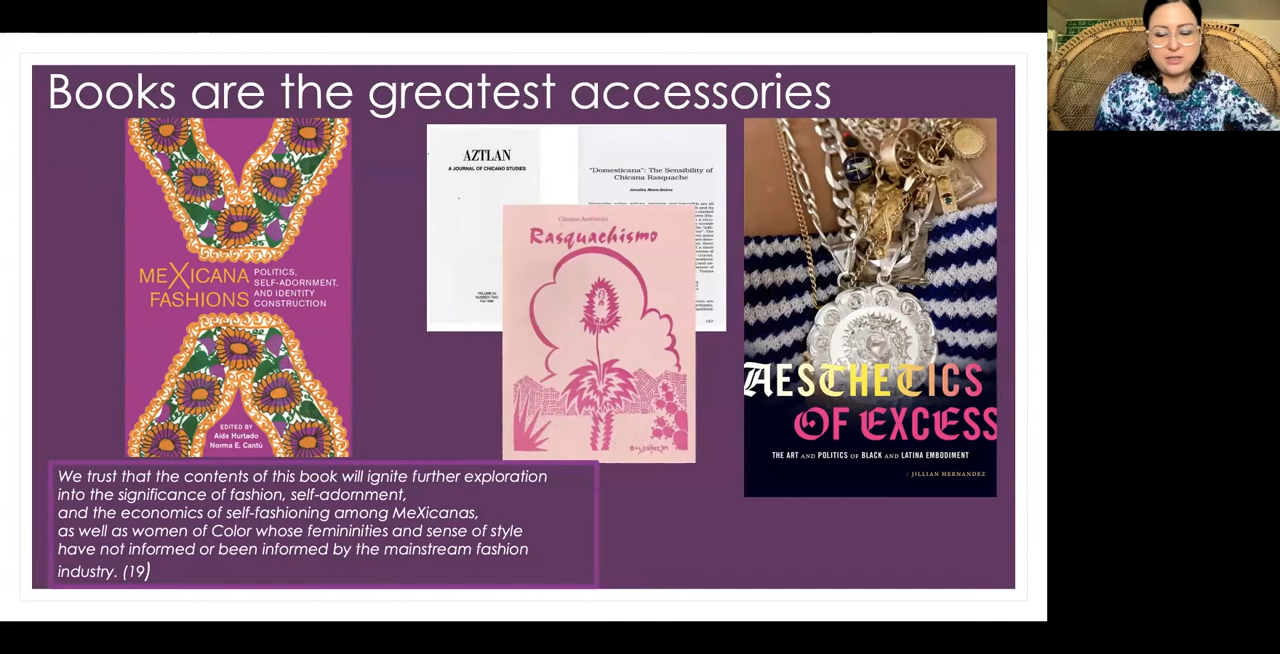 Books are the greatest accessories
MEXICANA
FASHIONS
POLITICS,
SELF-ADORNMENT,
AND IDENTITY
CONSTRUCTION
EDITED BY
Aída Hurtado
Norma E. Cantú
AZTLAN
A JOURNAL OF CHICANO STUDIES
"Domesticana": The Sensibility of
Chicana Rasquache
Chicano Aesthetics
Rasquachismo
AESTHETICS
OF EXCESS
THE ART AND POLITICS OF BLACK AND LATINA EMBODIMENT
/ JILLIAN HERNANDEZ
We trust that the contents of this book will ignite further exploration
into the significance of fashion, self-adornment,
and the economics of self-fashioning among MeXicanas,
as well as women of Color whose femininities and sense of style
have not informed or been informed by the mainstream fashion
industry. (19)